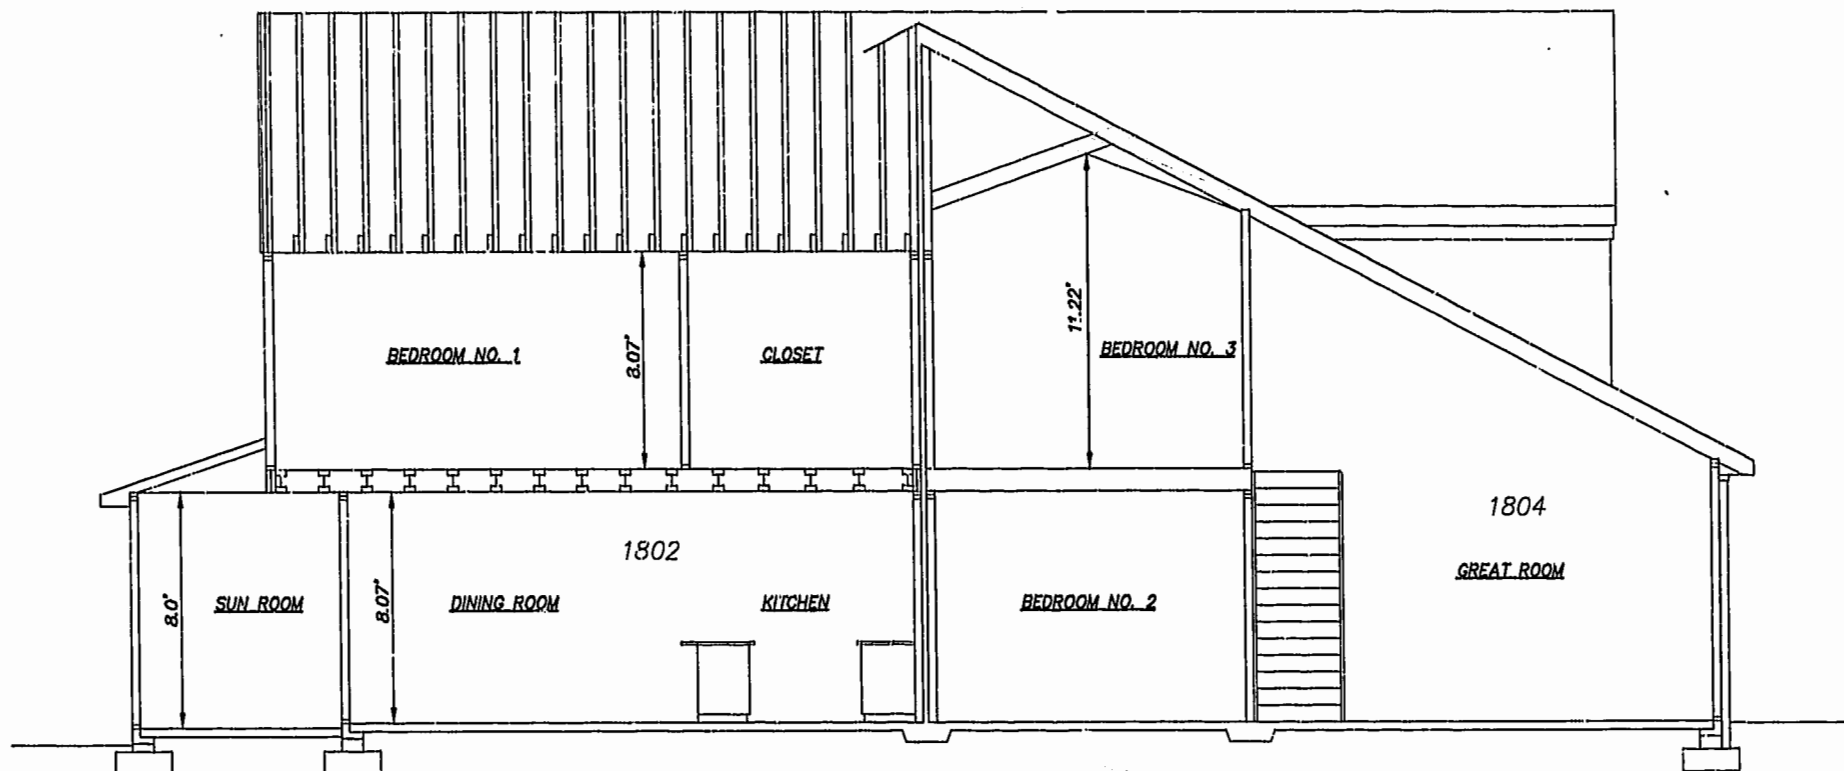 11.22'
BEDROOM NO. 1
8.07'
CLOSET
BEDROOM NO. 3
1802
1804
GREAT ROOM
8.0'
SUN ROOM
8.07'
DINING ROOM
KITCHEN
BEDROOM NO. 2